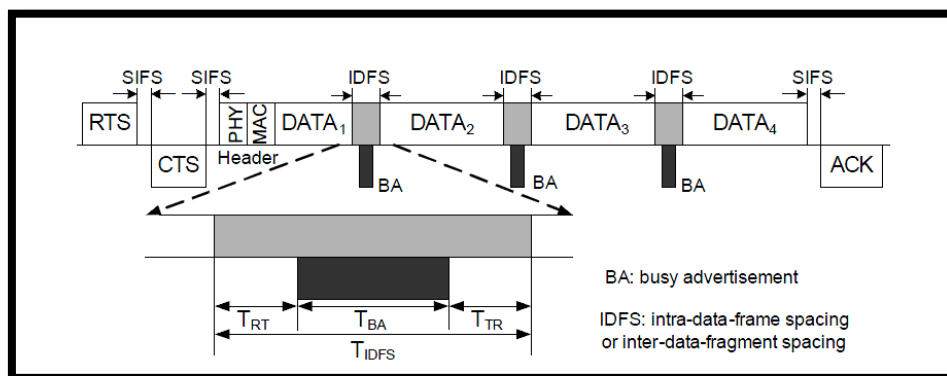 SIFS SIFS IDFS IDFS IDFS SIFS
RTS PHY MAC DATA1 DATA2 DATA3 DATA4
CTS Header BA BA BA ACK
BA: busy advertisement
TRT TBA TTR
TIDFS
IDFS: intra-data-frame spacing
or inter-data-fragment spacing